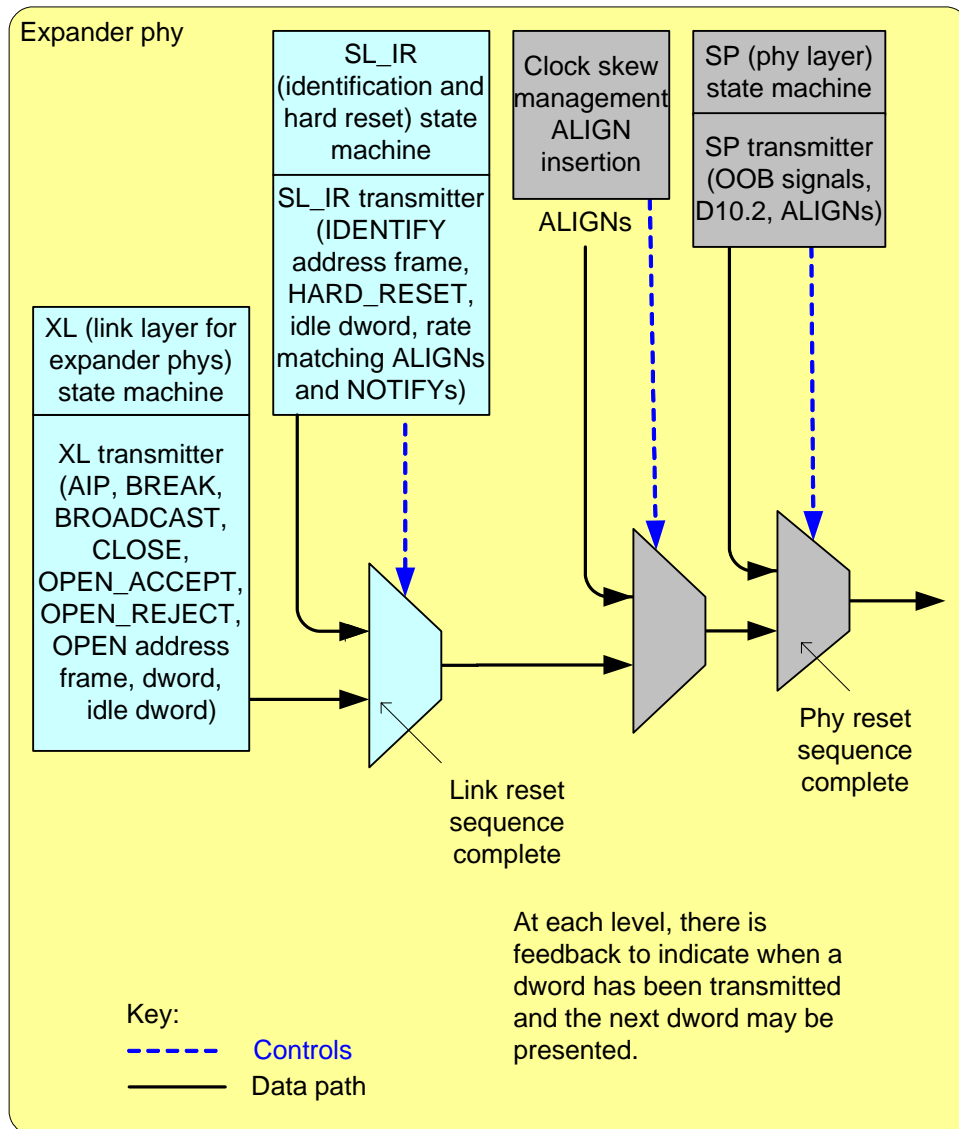 Expander phy
SL_IR
(identification and
hard reset) state
machine
SL_IR transmitter
(IDENTIFY
address frame,
HARD_RESET,
idle dword, rate
matching ALIGNs
and NOTIFYs)
Clock skew
management
ALIGN
insertion
ALIGNs
SP (phy layer)
state machine
SP transmitter
(OOB signals,
D10.2, ALIGNs)
XL (link layer for
expander phys)
state machine
XL transmitter
(AIP, BREAK,
BROADCAST,
CLOSE,
OPEN_ACCEPT,
OPEN_REJECT,
OPEN address
frame, dword,
idle dword)
Link reset
sequence
complete
Phy reset
sequence
complete
At each level, there is
feedback to indicate when a
dword has been transmitted
and the next dword may be
presented.
Key:
Controls
Data path